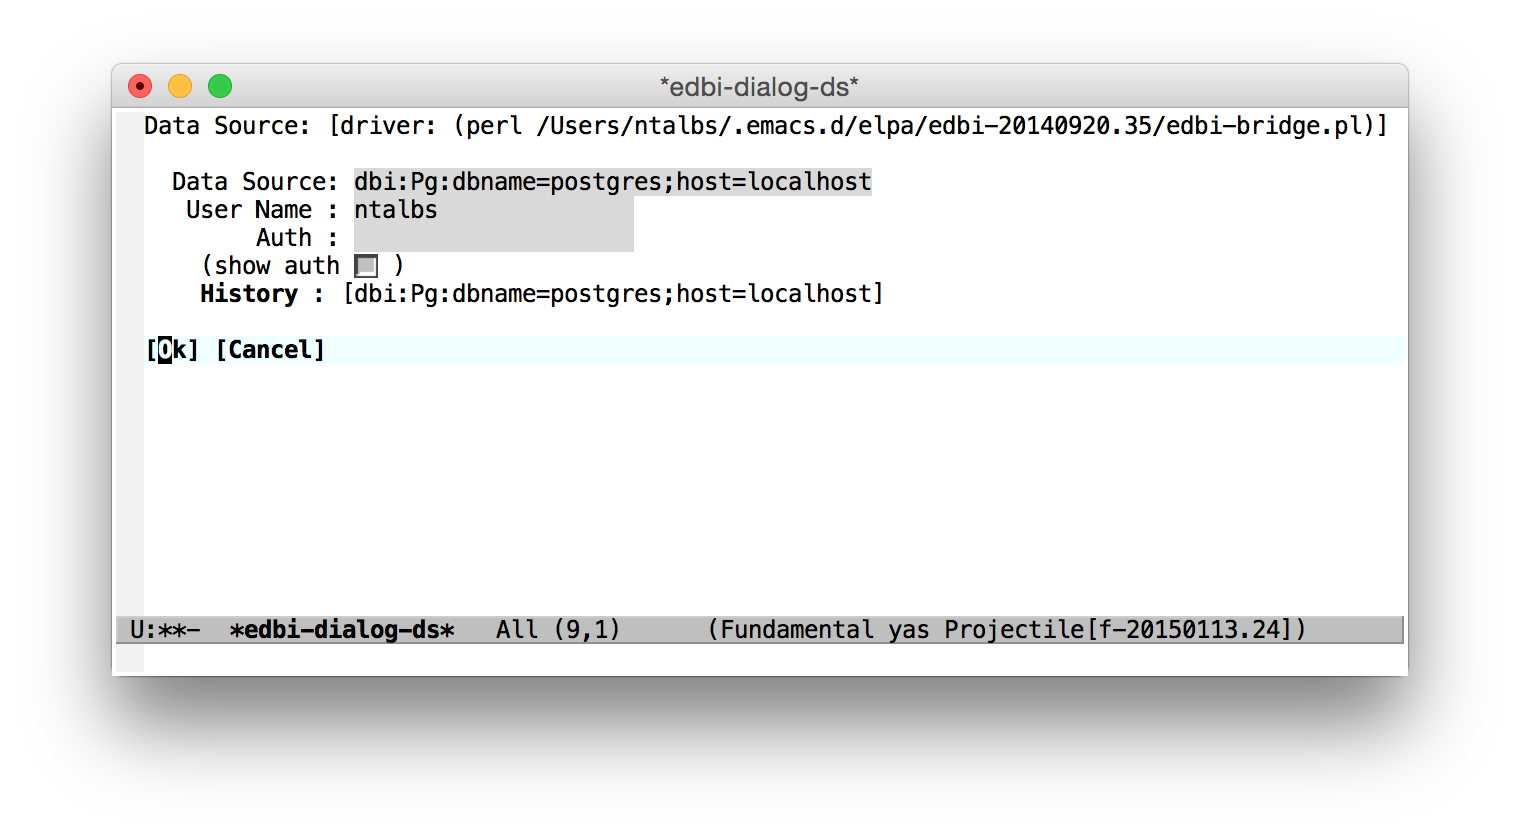 *edbi-dialog-ds*
Data Source: [driver: (perl /Users/ntalbs/.emacs.d/elpa/edbi-20140920.35/edbi-bridge.pl)]
Data Source: dbi:Pg:dbname=postgres;host=localhost
User Name : ntalbs
Auth :
(show auth )
History : [dbi:Pg:dbname=postgres;host=localhost]
[Ok] [Cancel]
U:**- *edbi-dialog-ds* All (9,1) (Fundamental yas Projectile[f-20150113.24])